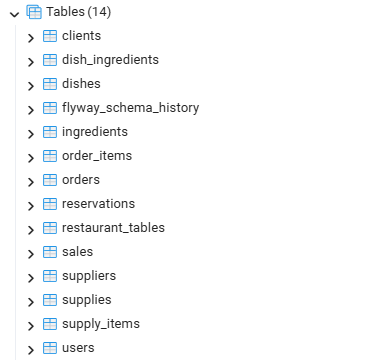 Tables (14)
clients
dish_ingredients
dishes
flyway_schema_history
ingredients
order_items
orders
reservations
restaurant_tables
sales
suppliers
supplies
supply_items
users